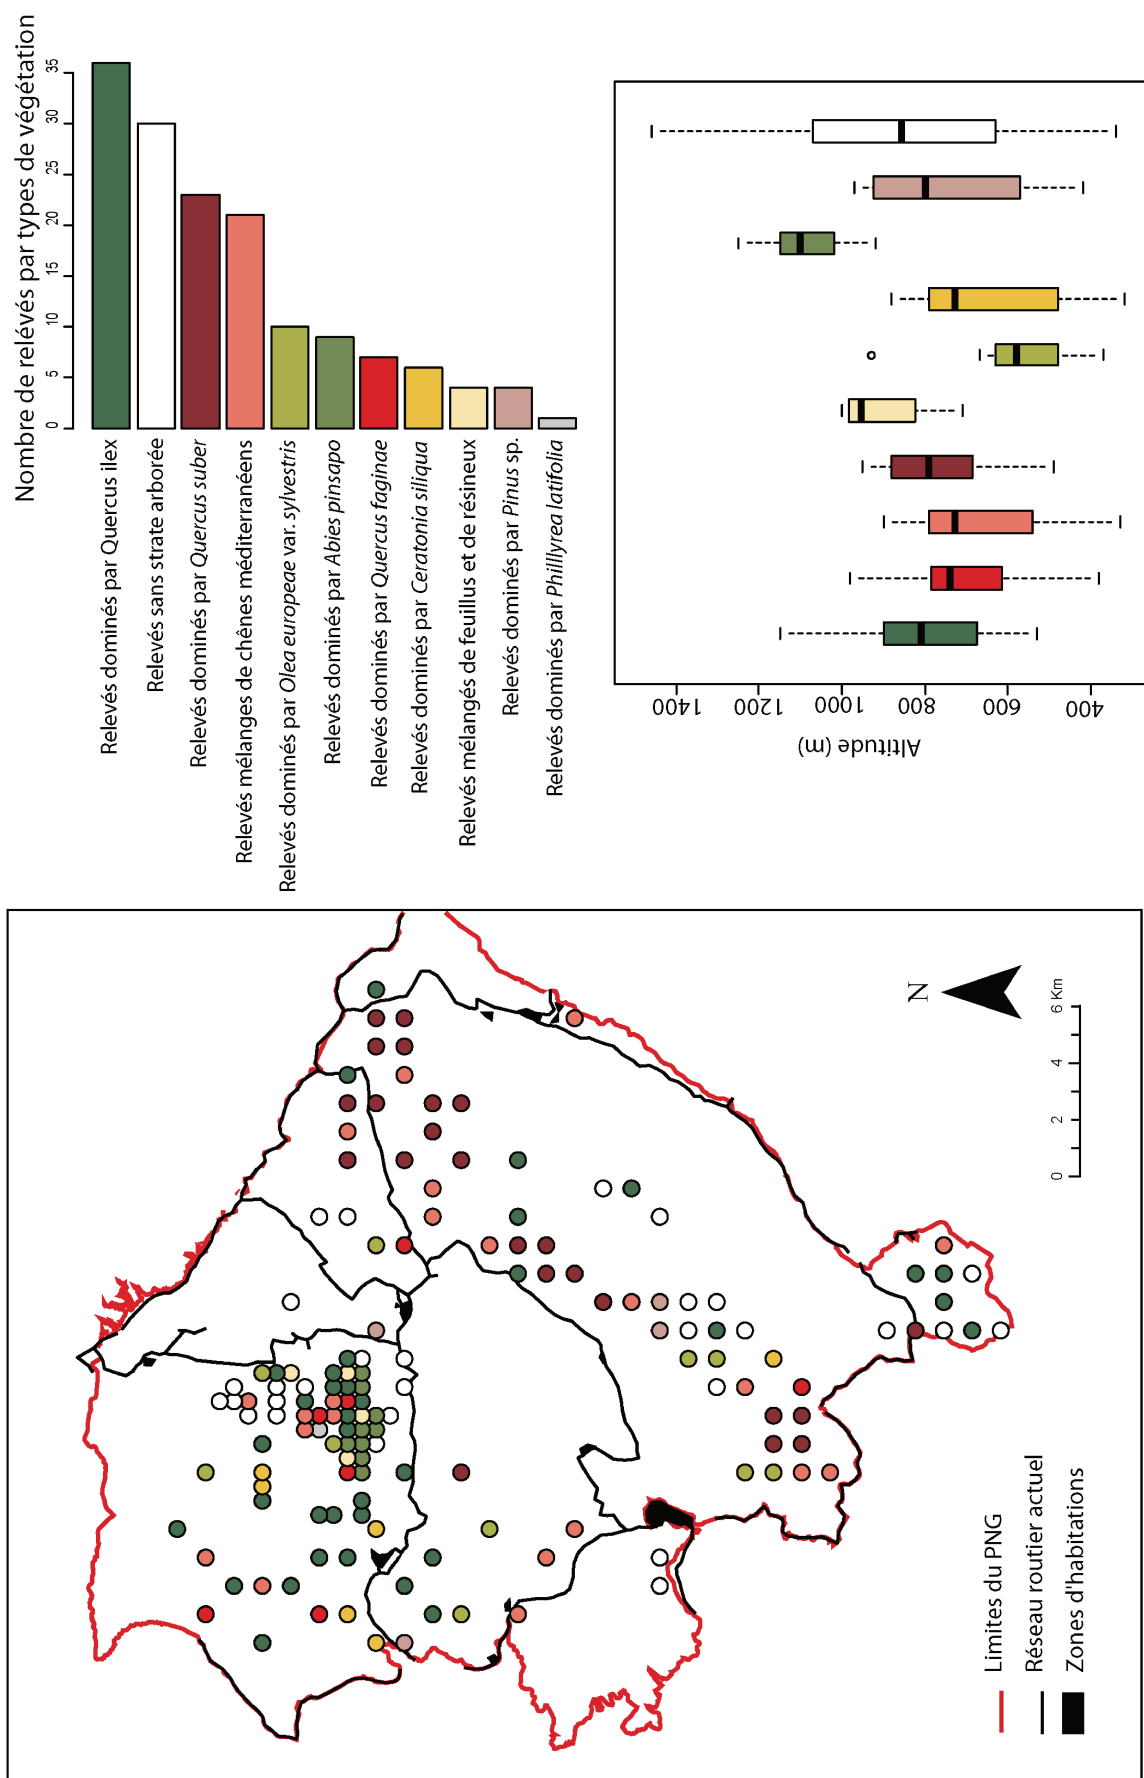 Nombre de relévés par types de végétation
0
5
10
15
20
25
30
35
Relevés dominés par Quercus ilex
Relevés sans strate arborée
Relevés dominés par Quercus suber
Relevés mélanges de chênes méditerranéens
Relevés dominés par Olea europeae var. sylvestris
Relevés dominés par Abies pinsapo
Relevés dominés par Quercus faginae
Relevés dominés par Ceratonia siliqua
Relevés mélangés de feuillus et de résineux
Relevés dominés par Pinus sp.
Relevés dominés par Philllyrea latifolia
Altitude (m)
400
600
800
1000
1200
1400
N
0
2
4
6 Km
Limites du PNG
Réseau routier actuel
Zones d'habitations